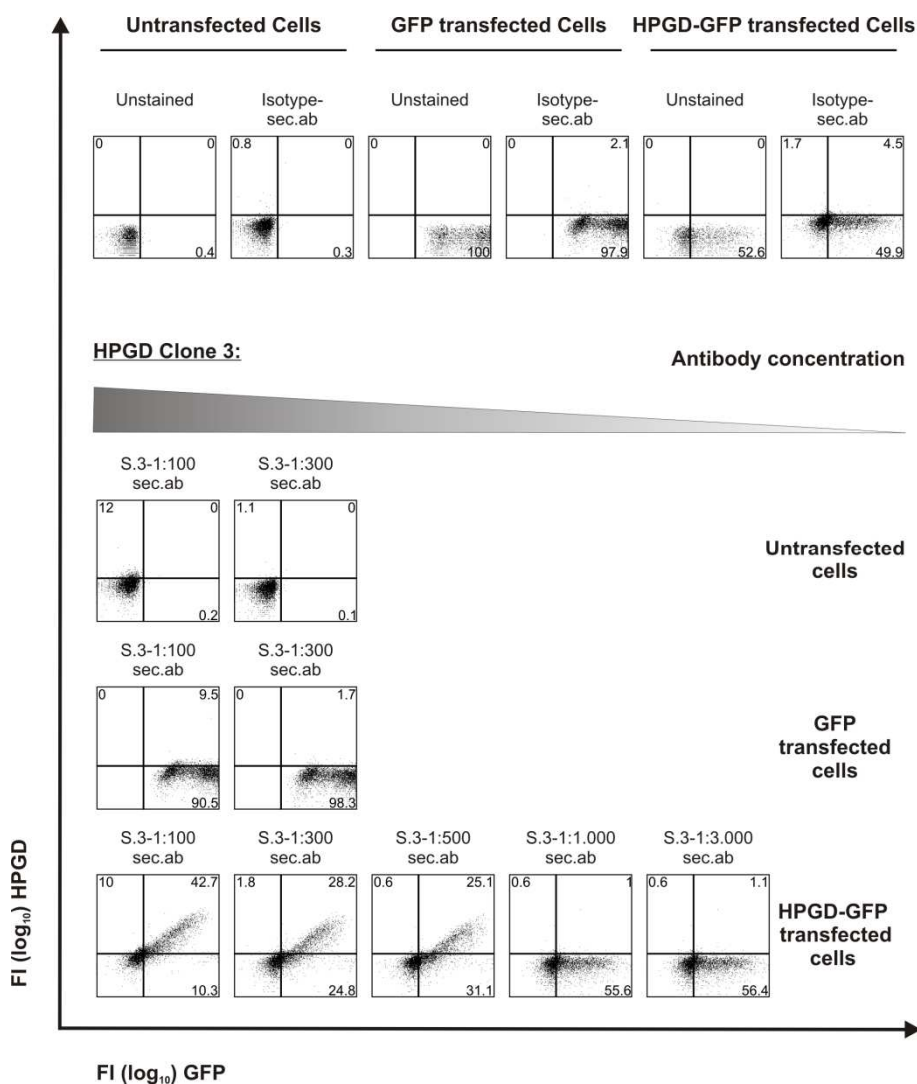 Untransfected Cells
GFP transfected Cells
HPGD-GFP transfected Cells
Unstained
Isotype-
sec.ab
Unstained
Isotype-
sec.ab
Unstained
Isotype-
sec.ab
0 0
0.4
0.8 0
0.3
0 0
100
0 2.1
97.9
0 0
52.6
1.7 4.5
49.9
HPGD Clone 3:
Antibody concentration
S.3-1:100
sec.ab
S.3-1:300
sec.ab
12 0
0.2
1.1 0
0.1
Untransfected
cells
S.3-1:100
sec.ab
S.3-1:300
sec.ab
0 9.5
90.5
0 1.7
98.3
GFP
transfected
cells
S.3-1:100
sec.ab
S.3-1:300
sec.ab
S.3-1:500
sec.ab
S.3-1:1.000
sec.ab
S.3-1:3.000
sec.ab
10 42.7
10.3
1.8 28.2
24.8
0.6 25.1
31.1
0.6 1
55.6
0.6 1.1
56.4
HPGD-GFP
transfected
cells
FI (log₁₀) HPGD
FI (log₁₀) GFP